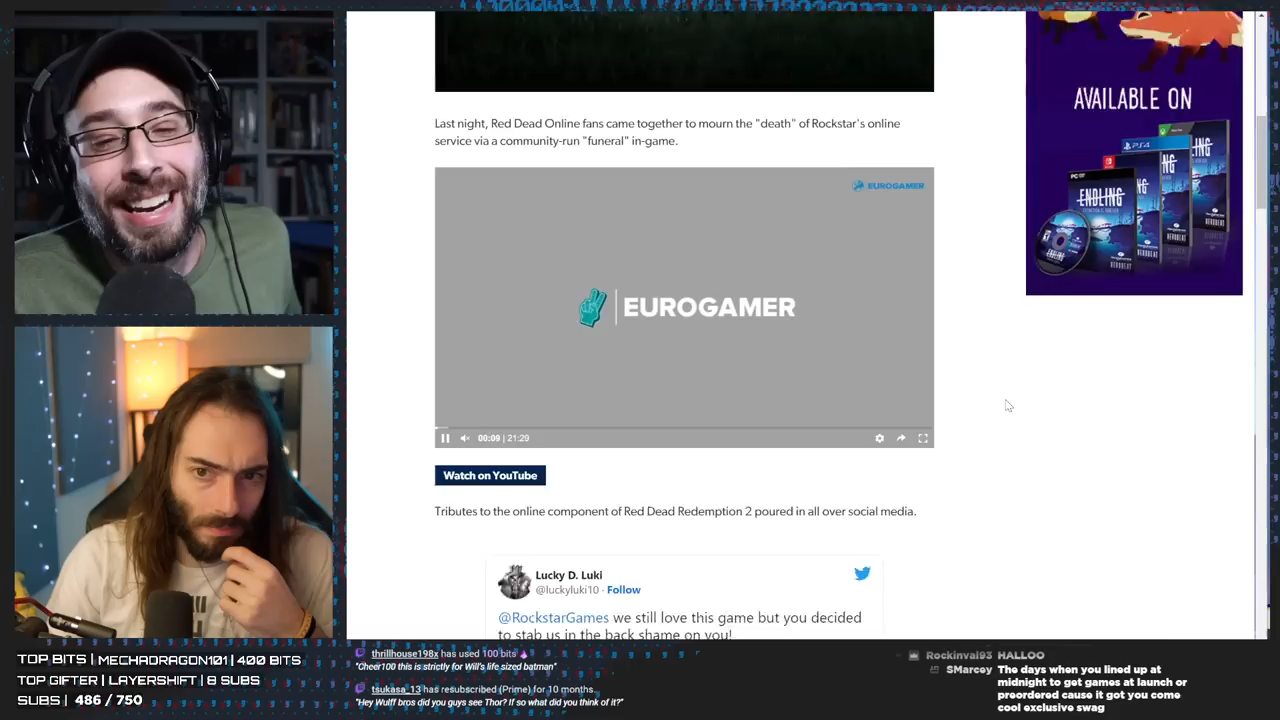 AVAILABLE ON
PS4
PC DVD
ENDLING
Last night, Red Dead Online fans came together to mourn the "death" of Rockstar's online
service via a community-run "funeral" in-game.
EUROGAMER
EUROGAMER
00:09 | 21:29
Watch on YouTube
Tributes to the online component of Red Dead Redemption 2 poured in all over social media.
Lucky D. Luki
@luckyluki10 · Follow
@RockstarGames we still love this game but you decided
to stab us in the back shame on you!
TOP BITS | MECHADRAGON101 | 400 BITS
TOP GIFTER | LAYERSHIFT | 8 SUBS
SUBS | 486 / 750
thrillhouse198x has used 100 bits
"Cheer100 this is strictly for Will's life sized batman"
tsukasa_13 has resubscribed (Prime) for 10 months.
"Hey Wulff bros did you guys see Thor? If so what did you think of it?"
Rockinval93 HALLOO
SMarcey The days when you lined up at
midnight to get games at launch or
preordered cause it got you come
cool exclusive swag